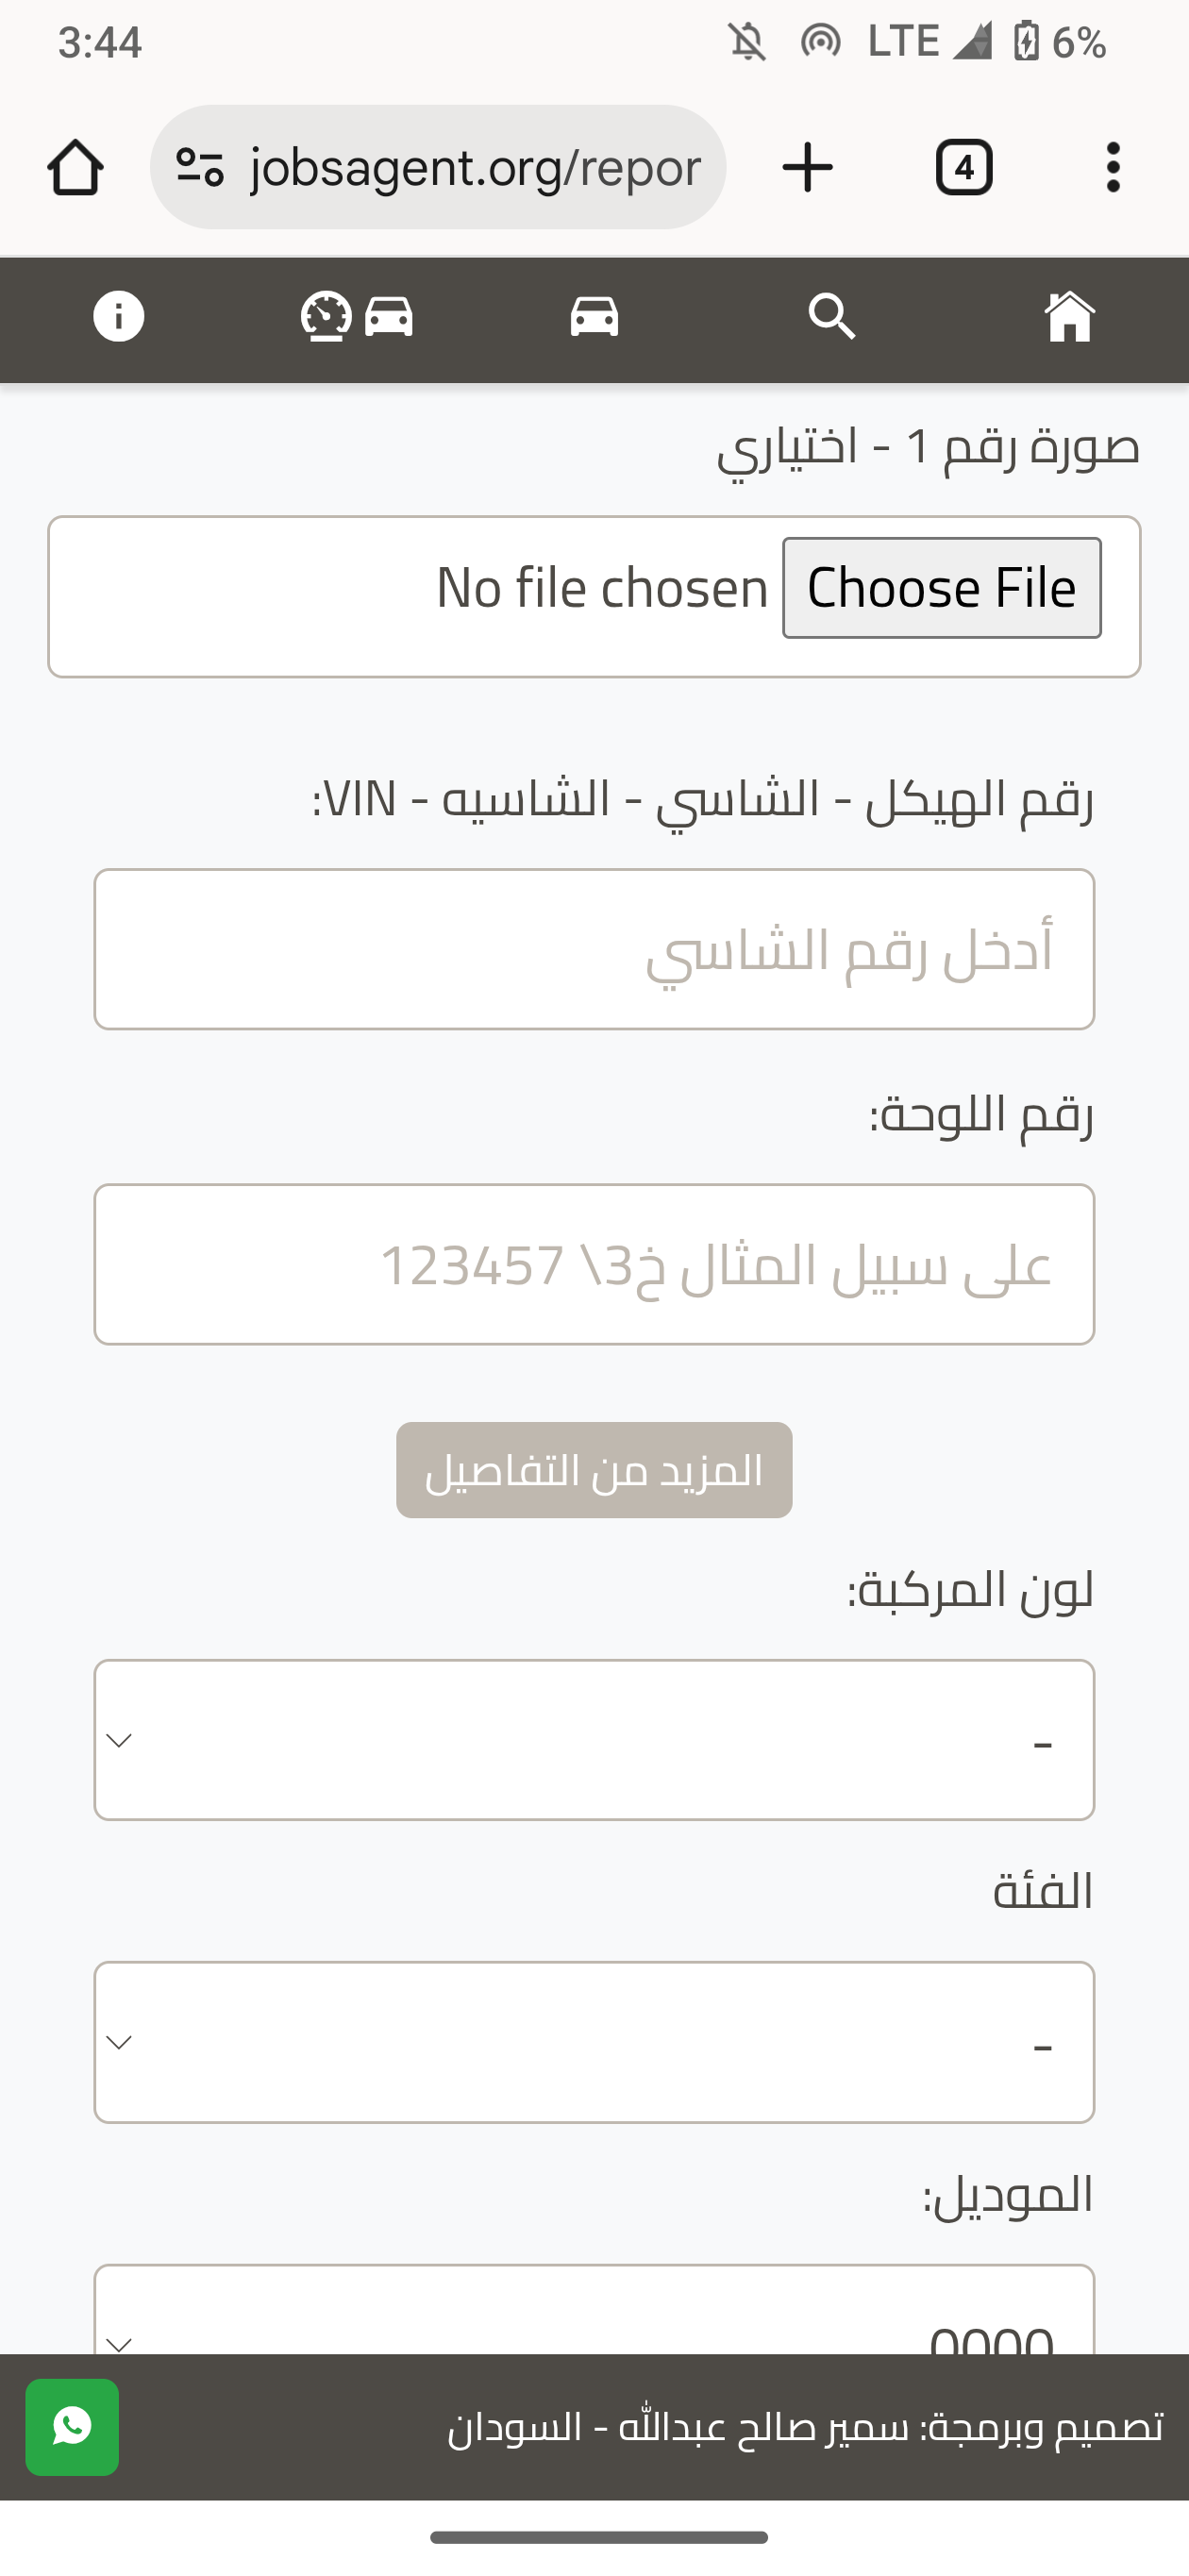 3:44
LTE 6%
jobsagent.org/repor
4
صورة رقم 1 - اختياري
Choose File No file chosen
رقم الهيكل - الشاسي - الشاسيه - VIN:
أدخل رقم الشاسي
رقم اللوحة:
على سبيل المثال خ3\ 123457
المزيد من التفاصيل
لون المركبة:
-
الفئة
-
الموديل:
0000
تصميم وبرمجة: سمير صالح عبدالله - السودان